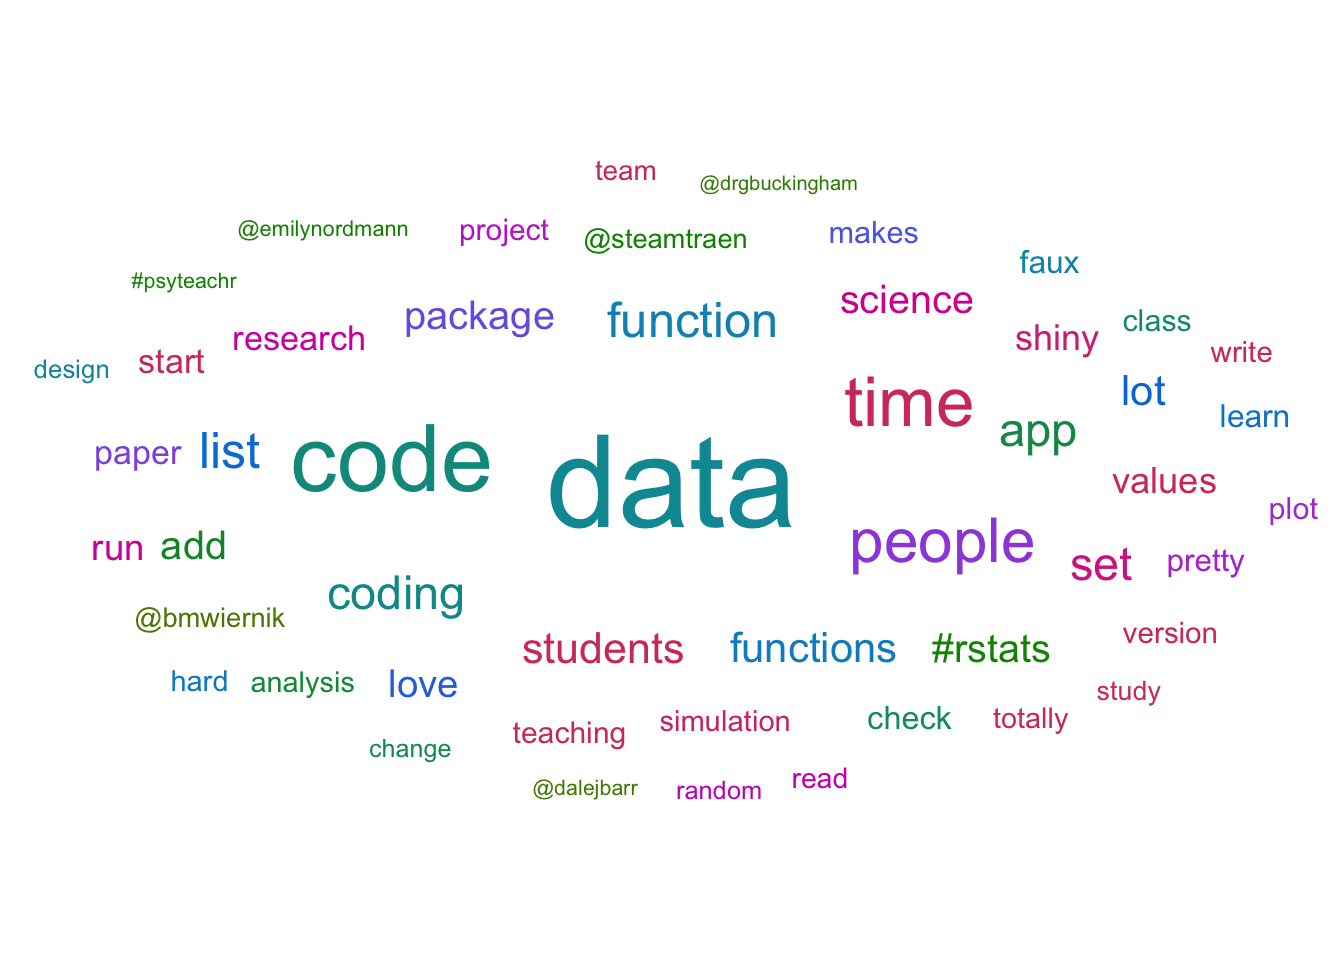 team
@drgbuckingham
@emilynordmann
project
@steamtraen
makes
faux
#psyteachr
package
function
science
class
research
shiny
write
design
start
time
lot
learn
paper
list
code
data
app
values
plot
run
add
people
set
pretty
coding
@bmwiernik
students
functions
#rstats
version
hard
analysis
love
study
teaching
simulation
check
totally
change
@dalejbarr
random
read